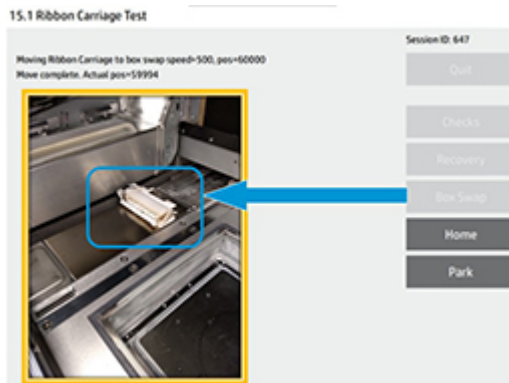 15.1 Ribbon Carriage Test
Session ID: 647
Moving Ribbon Carriage to box swap speed=500, pos=60000
Move complete. Actual pos=59994
Quit
Checks
Recovery
Box Swap
Home
Park